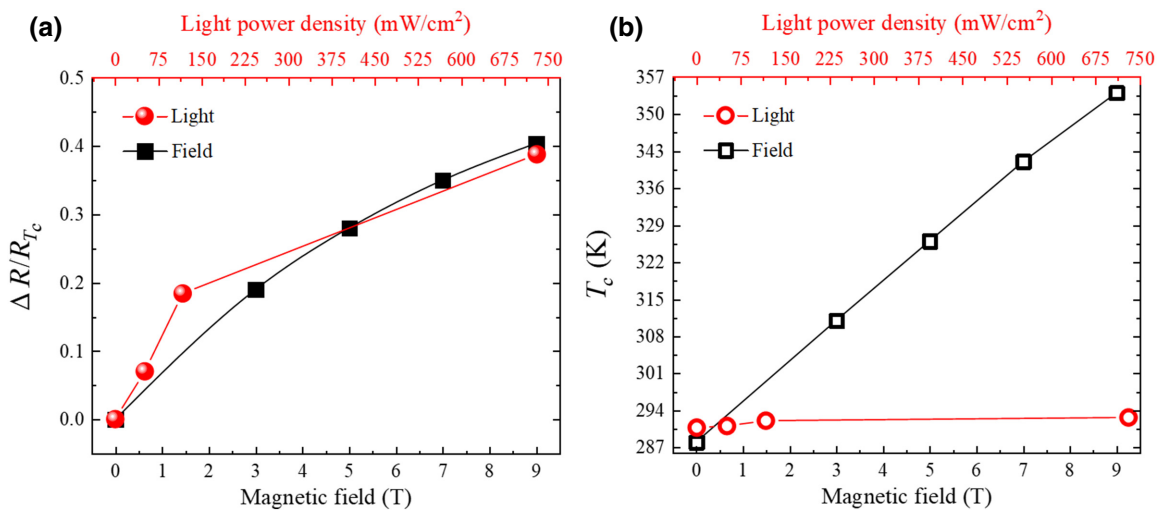 (a)
Light power density (mW/cm²)
0 75 150 225 300 375 450 525 600 675 750
0.5
0.4
0.3
0.2
0.1
0.0
Δ R/R_{T_c}
Light
Field
0 1 2 3 4 5 6 7 8 9
Magnetic field (T)
(b)
Light power density (mW/cm²)
0 75 150 225 300 375 450 525 600 675 750
357
350
343
336
329
322
315
308
301
294
287
T_c (K)
Light
Field
0 1 2 3 4 5 6 7 8 9
Magnetic field (T)